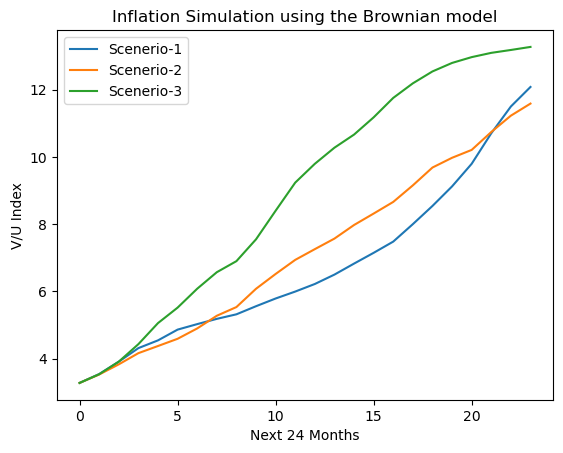 Inflation Simulation using the Brownian model
Scenerio-1
Scenerio-2
Scenerio-3
V/U Index
12
10
8
6
4
0 5 10 15 20
Next 24 Months